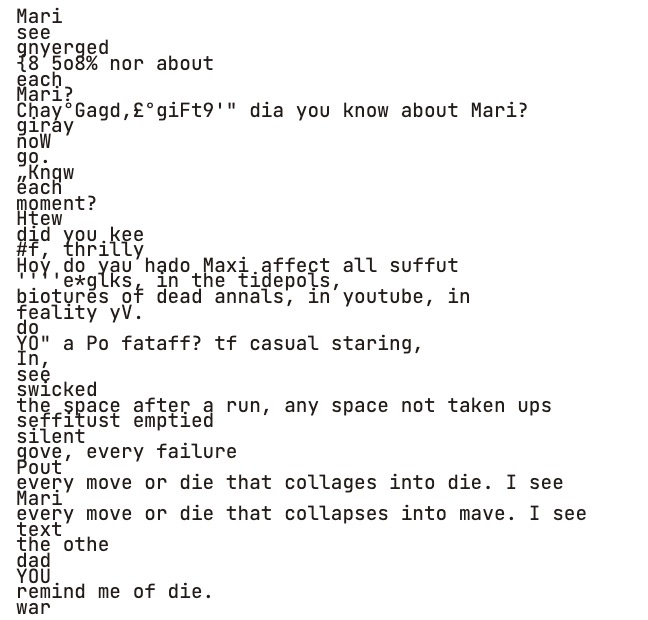 Mari
see
gnyerged
{8 5o8% nor about
each
Mari?
Chay°Gagd,£°giFt9'" dia you know about Mari?
giray
noW
go.
„Knqw
each
moment?
Htew
did you kee
#f, thrilly
Hoy do yau hado Maxi affect all suffut
''''e*glks, in the tidepols,
biotures of dead annals, in youtube, in
feality yV.
do
YO" a Po fataff? tf casual staring,
In,
see
swicked
the space after a run, any space not taken ups
seffitust emptied
silent
gove, every failure
Pout
every move or die that collages into die. I see
Mari
every move or die that collapses into mave. I see
text
the othe
dad
YOU
remind me of die.
war